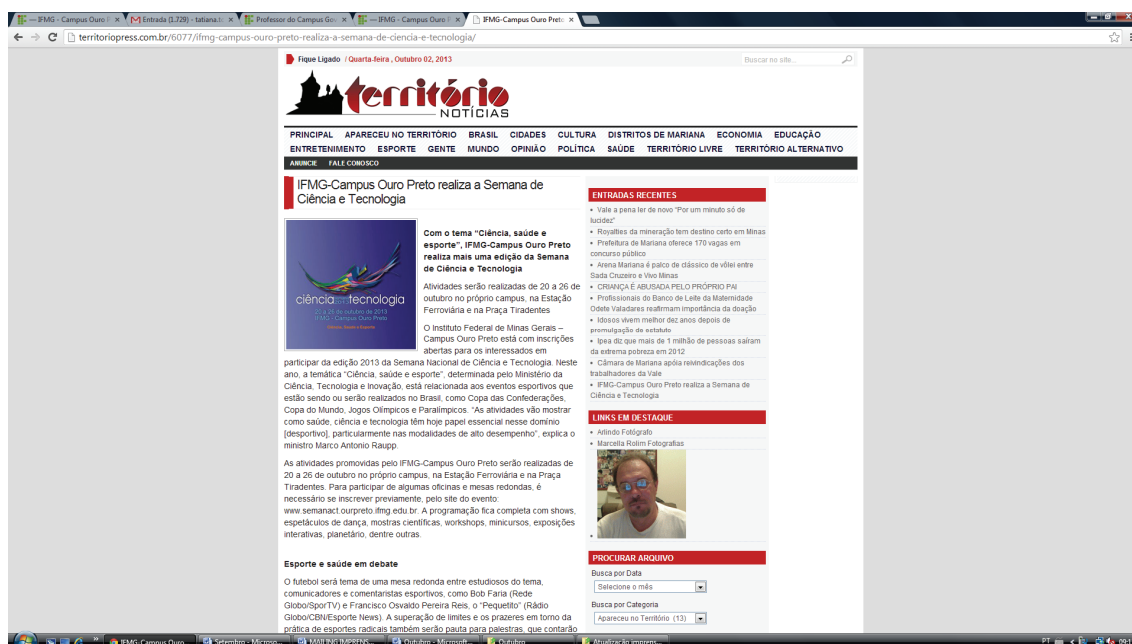 — IFMG - Campus Ouro P
Entrada (1.729) - tatiana.to
Professor do Campus Gov
— IFMG - Campus Ouro P
IFMG-Campus Ouro Preto
territoriopress.com.br/6077/ifmg-campus-ouro-preto-realiza-a-semana-de-ciencia-e-tecnologia/
Fique Ligado / Quarta-feira , Outubro 02, 2013
Buscar no site...
território
NOTÍCIAS
PRINCIPAL APARECEU NO TERRITÓRIO BRASIL CIDADES CULTURA DISTRITOS DE MARIANA ECONOMIA EDUCAÇÃO
ENTRETENIMENTO ESPORTE GENTE MUNDO OPINIÃO POLÍTICA SAÚDE TERRITÓRIO LIVRE TERRITÓRIO ALTERNATIVO
ANUNCIE FALE CONOSCO
IFMG-Campus Ouro Preto realiza a Semana de
Ciência e Tecnologia
ciência tecnologia
20 a 26 de outubro de 2013
IFMG - Campus Ouro Preto
Ciência, Saúde e Esporte
Com o tema “Ciência, saúde e
esporte”, IFMG-Campus Ouro Preto
realiza mais uma edição da Semana
de Ciência e Tecnologia
Atividades serão realizadas de 20 a 26 de
outubro no próprio campus, na Estação
Ferroviária e na Praça Tiradentes
O Instituto Federal de Minas Gerais –
Campus Ouro Preto está com inscrições
abertas para os interessados em
participar da edição 2013 da Semana Nacional de Ciência e Tecnologia. Neste
ano, a temática “Ciência, saúde e esporte”, determinada pelo Ministério da
Ciência, Tecnologia e Inovação, está relacionada aos eventos esportivos que
estão sendo ou serão realizados no Brasil, como Copa das Confederações,
Copa do Mundo, Jogos Olímpicos e Paralímpicos. “As atividades vão mostrar
como saúde, ciência e tecnologia têm hoje papel essencial nesse domínio
[desportivo], particularmente nas modalidades de alto desempenho”, explica o
ministro Marco Antonio Raupp.
As atividades promovidas pelo IFMG-Campus Ouro Preto serão realizadas de
20 a 26 de outubro no próprio campus, na Estação Ferroviária e na Praça
Tiradentes. Para participar de algumas oficinas e mesas redondas, é
necessário se inscrever previamente, pelo site do evento:
www.semanact.ouropreto.ifmg.edu.br. A programação fica completa com shows,
espetáculos de dança, mostras científicas, workshops, minicursos, exposições
interativas, planetário, dentre outras.
Esporte e saúde em debate
O futebol será tema de uma mesa redonda entre estudiosos do tema,
comunicadores e comentaristas esportivos, como Bob Faria (Rede
Globo/SporTV) e Francisco Osvaldo Pereira Reis, o “Pequetito” (Rádio
Globo/CBN/Esporte News). A superação de limites e os prazeres em torno da
prática de esportes radicais também serão pauta para palestras, que contarão
ENTRADAS RECENTES
Vale a pena ler de novo “Por um minuto só de
lucidez”
Royalties da mineração tem destino certo em Minas
Prefeitura de Mariana oferece 170 vagas em
concurso público
Arena Mariana é palco de clássico de vôlei entre
Sada Cruzeiro e Vivo Minas
CRIANÇA É ABUSADA PELO PRÓPRIO PAI
Profissionais do Banco de Leite da Maternidade
Odete Valadares reafirmam importância da doação
Idosos vivem melhor dez anos depois de
promulgação de estatuto
Ipea diz que mais de 1 milhão de pessoas saíram
da extrema pobreza em 2012
Câmara de Mariana apóia reivindicações dos
trabalhadores da Vale
IFMG-Campus Ouro Preto realiza a Semana de
Ciência e Tecnologia
LINKS EM DESTAQUE
Arlindo Fotógrafo
Marcella Rolim Fotografias
PROCURAR ARQUIVO
Busca por Data
Selecione o mês
Busca por Categoria
Apareceu no Território (13)
IFMG-Campus Ouro...
Setembro - Microso...
MAILING IMPRENS...
Outubro - Microsoft...
Outubro
Atualização imprens...
PT
09:1